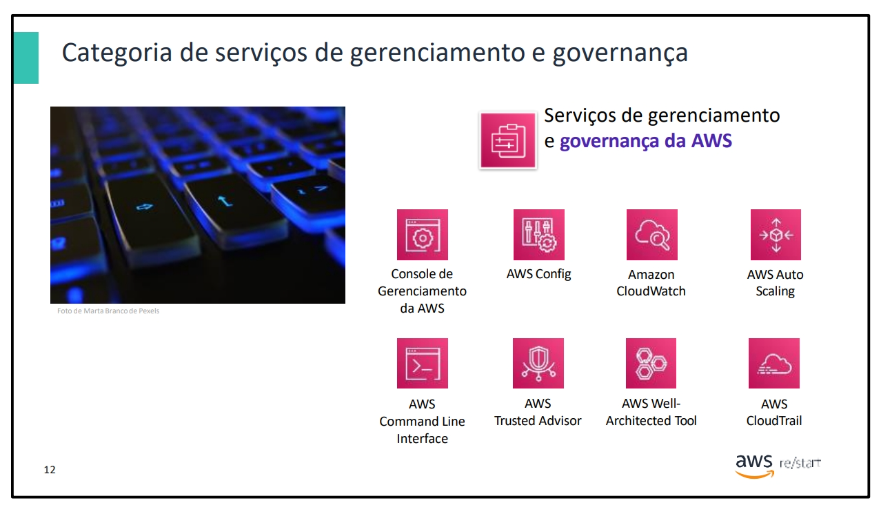 Categoria de serviços de gerenciamento e governança
Serviços de gerenciamento
e governança da AWS
Foto de Marta Branco de Pexels
Console de
Gerenciamento
da AWS
AWS Config
Amazon
CloudWatch
AWS Auto
Scaling
AWS
Command Line
Interface
AWS
Trusted Advisor
AWS Well-
Architected Tool
AWS
CloudTrail
12
aws re/start